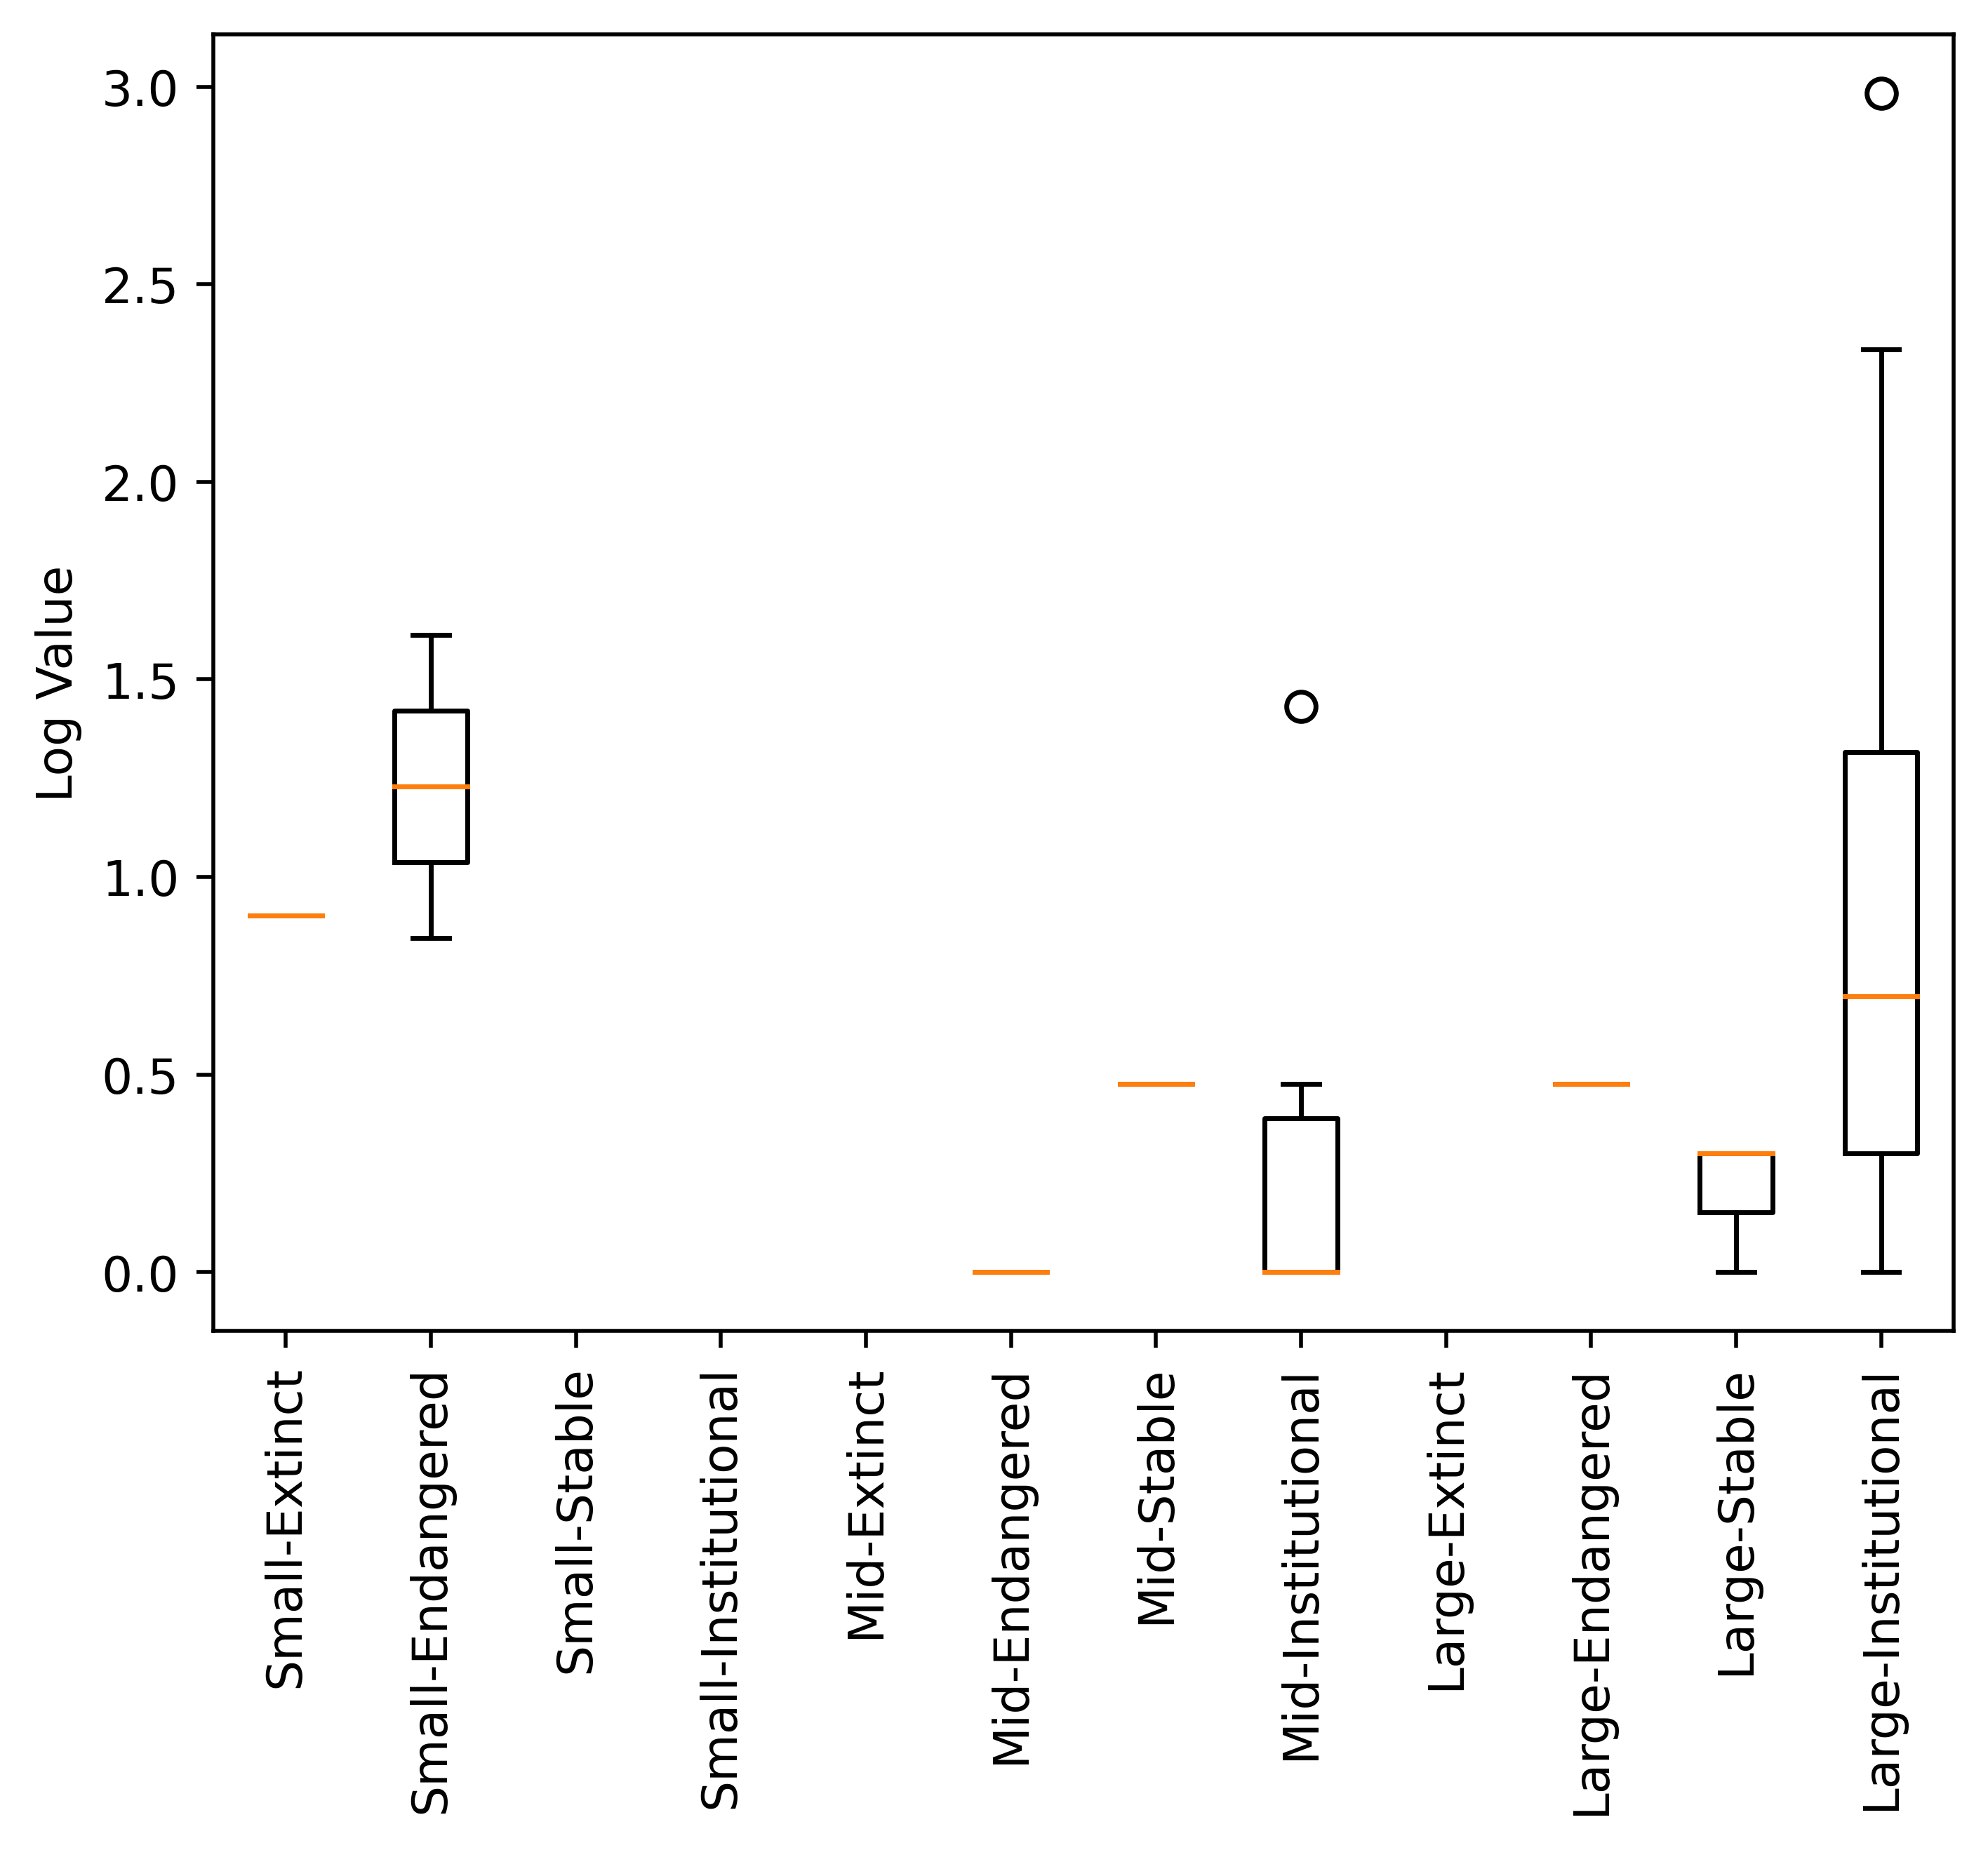 3.0
2.5
2.0
1.5
1.0
0.5
0.0
Log Value
Small-Extinct
Small-Endangered
Small-Stable
Small-Institutional
Mid-Extinct
Mid-Endangered
Mid-Stable
Mid-Institutional
Large-Extinct
Large-Endangered
Large-Stable
Large-Institutional